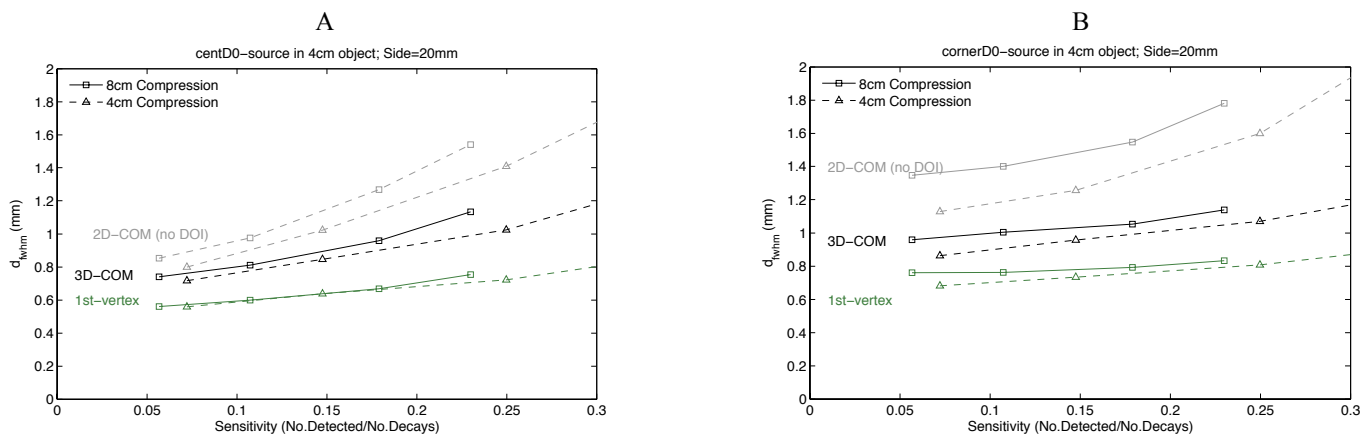 A
centD0-source in 4cm object; Side=20mm
2
1.8
1.6
1.4
1.2
1
0.8
0.6
0.4
0.2
0
d_fwhm (mm)
8cm Compression
4cm Compression
2D-COM (no DOI)
3D-COM
1st-vertex
0 0.05 0.1 0.15 0.2 0.25 0.3
Sensitivity (No.Detected/No.Decays)
B
cornerD0-source in 4cm object; Side=20mm
2
1.8
1.6
1.4
1.2
1
0.8
0.6
0.4
0.2
0
d_fwhm (mm)
8cm Compression
4cm Compression
2D-COM (no DOI)
3D-COM
1st-vertex
0 0.05 0.1 0.15 0.2 0.25 0.3
Sensitivity (No.Detected/No.Decays)